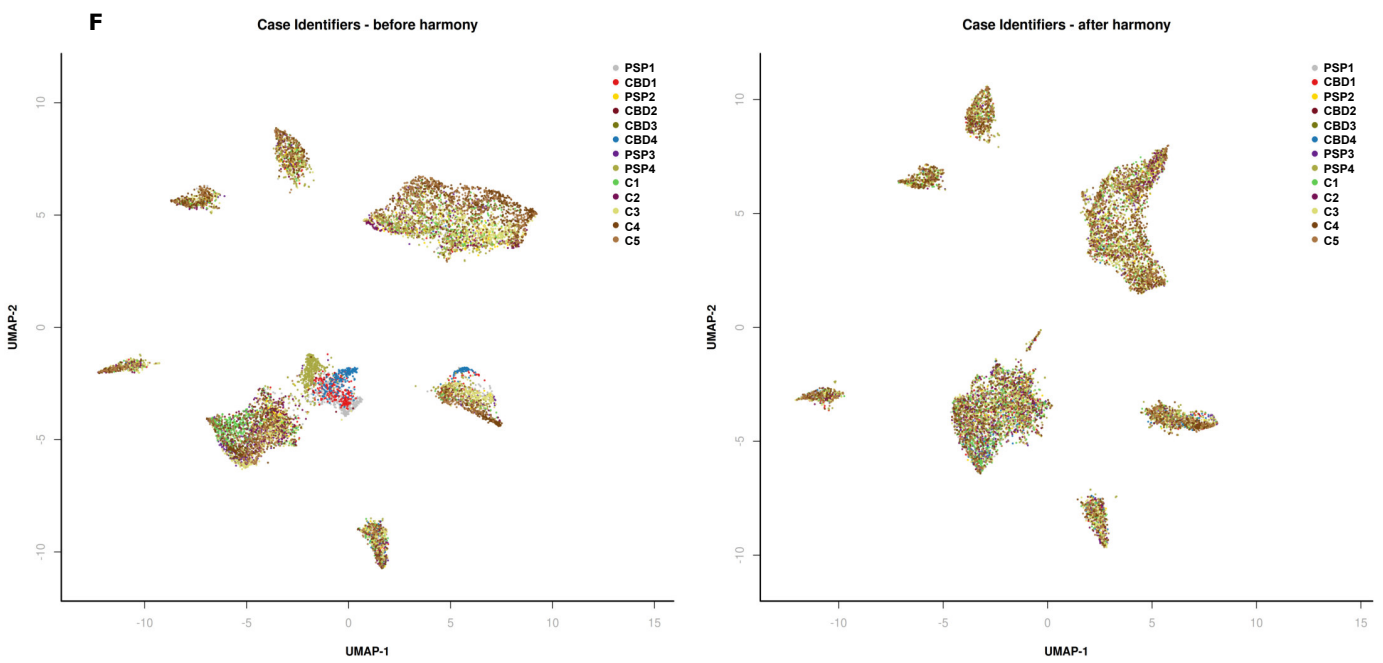 F
Case Identifiers - before harmony
PSP1
CBD1
PSP2
CBD2
CBD3
CBD4
PSP3
PSP4
C1
C2
C3
C4
C5
10
5
0
-5
-10
UMAP-2
-10
-5
0
5
10
15
UMAP-1
Case Identifiers - after harmony
PSP1
CBD1
PSP2
CBD2
CBD3
CBD4
PSP3
PSP4
C1
C2
C3
C4
C5
10
5
0
-5
-10
UMAP-2
-10
-5
0
5
10
15
UMAP-1